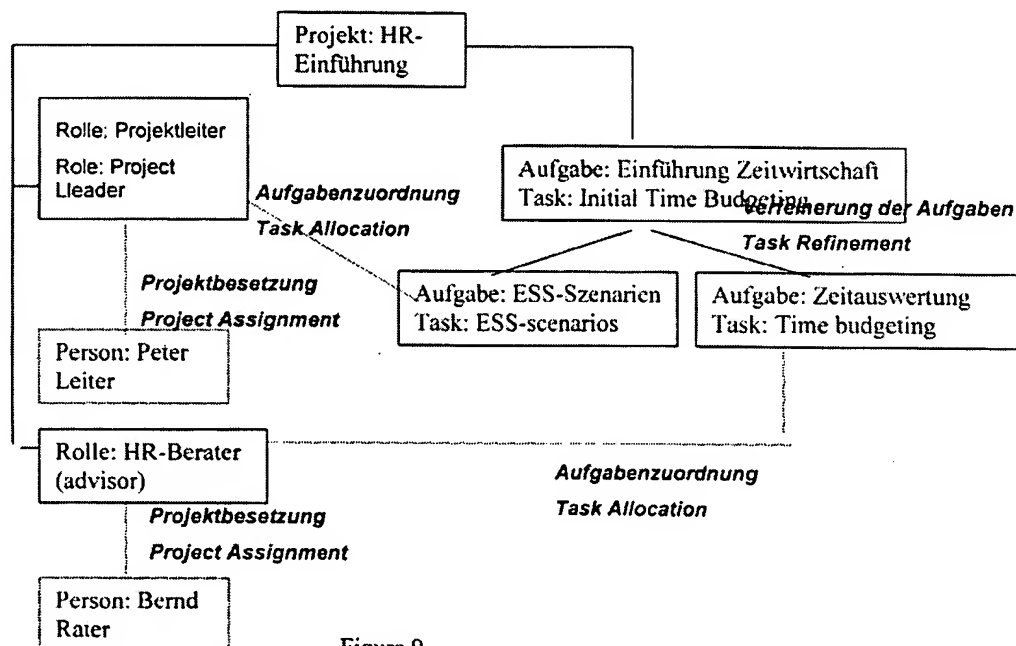 Projekt: HR-
Einführung
Rolle: Projektleiter
Role: Project
Lleader
Aufgabe: Einführung Zeitwirtschaft
Task: Initial Time Budgeting
Aufgabenzuordnung
Task Allocation
Verfeinerung der Aufgaben
Task Refinement
Projektbesetzung
Project Assignment
Aufgabe: ESS-Szenarien
Task: ESS-scenarios
Aufgabe: Zeitauswertung
Task: Time budgeting
Person: Peter
Leiter
Rolle: HR-Berater
(advisor)
Aufgabenzuordnung
Task Allocation
Projektbesetzung
Project Assignment
Person: Bernd
Rater
Figure 9